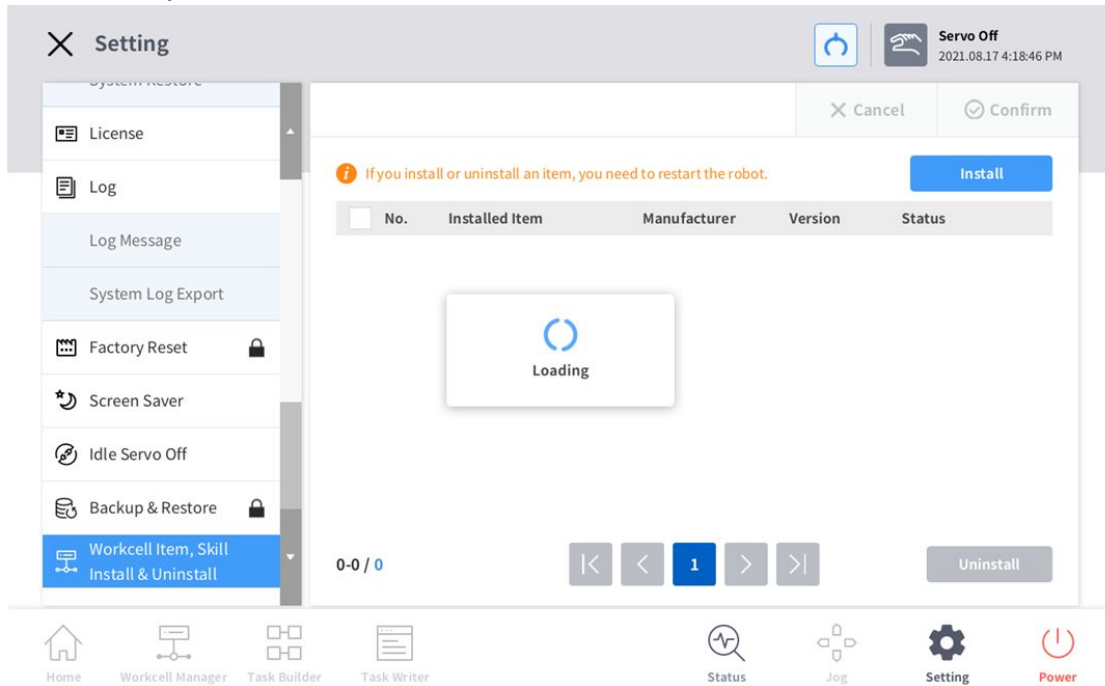 Setting
Servo Off
2021.08.17 4:18:46 PM
System Restore
License
Log
Log Message
System Log Export
Factory Reset
Screen Saver
Idle Servo Off
Backup & Restore
Workcell Item, Skill
Install & Uninstall
Cancel
Confirm
If you install or uninstall an item, you need to restart the robot.
Install
No. Installed Item Manufacturer Version Status
Loading
0-0 / 0
1
Uninstall
Home Workcell Manager Task Builder Task Writer Status Jog Setting Power